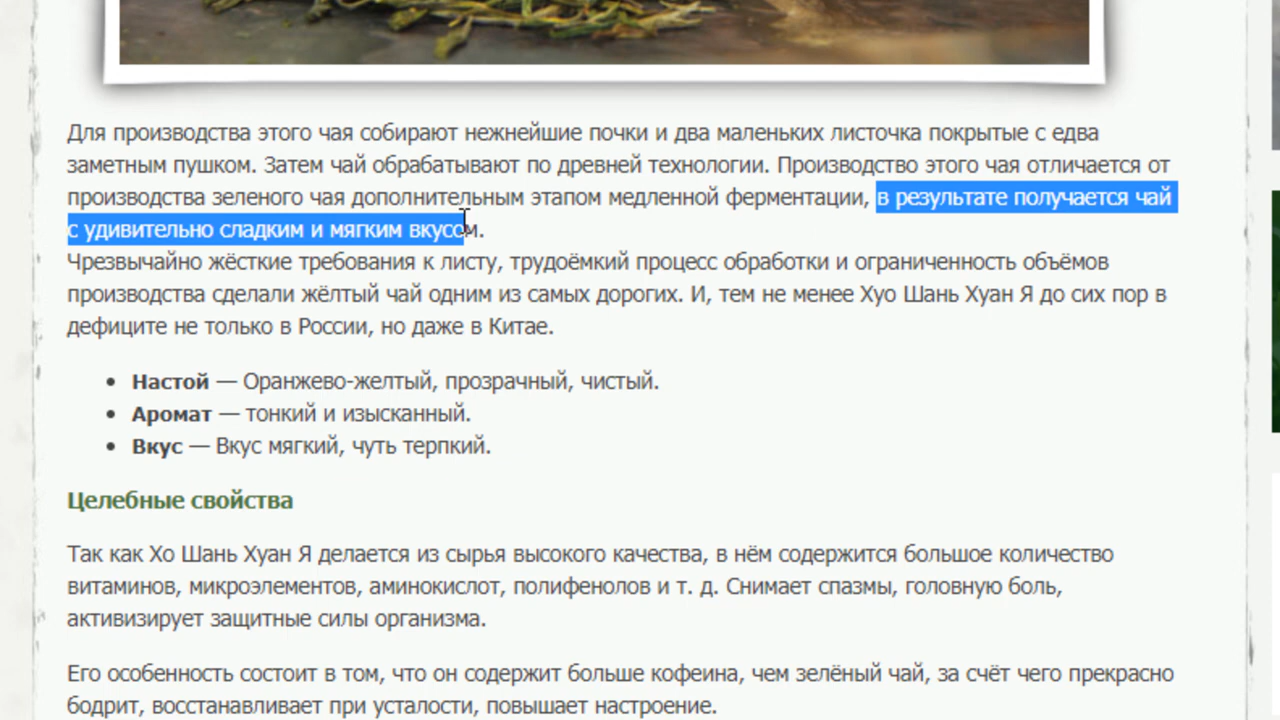 Для производства этого чая собирают нежнейшие почки и два маленьких листочка покрытые с едва
заметным пушком. Затем чай обрабатывают по древней технологии. Производство этого чая отличается от
производства зеленого чая дополнительным этапом медленной ферментации, в результате получается чай
с удивительно сладким и мягким вкусом.
Чрезвычайно жёсткие требования к листу, трудоёмкий процесс обработки и ограниченность объёмов
производства сделали жёлтый чай одним из самых дорогих. И, тем не менее Хуо Шань Хуан Я до сих пор в
дефиците не только в России, но даже в Китае.
• Настой — Оранжево-желтый, прозрачный, чистый.
• Аромат — тонкий и изысканный.
• Вкус — Вкус мягкий, чуть терпкий.
Целебные свойства
Так как Хо Шань Хуан Я делается из сырья высокого качества, в нём содержится большое количество
витаминов, микроэлементов, аминокислот, полифенолов и т. д. Снимает спазмы, головную боль,
активизирует защитные силы организма.
Его особенность состоит в том, что он содержит больше кофеина, чем зелёный чай, за счёт чего прекрасно
бодрит, восстанавливает при усталости, повышает настроение.